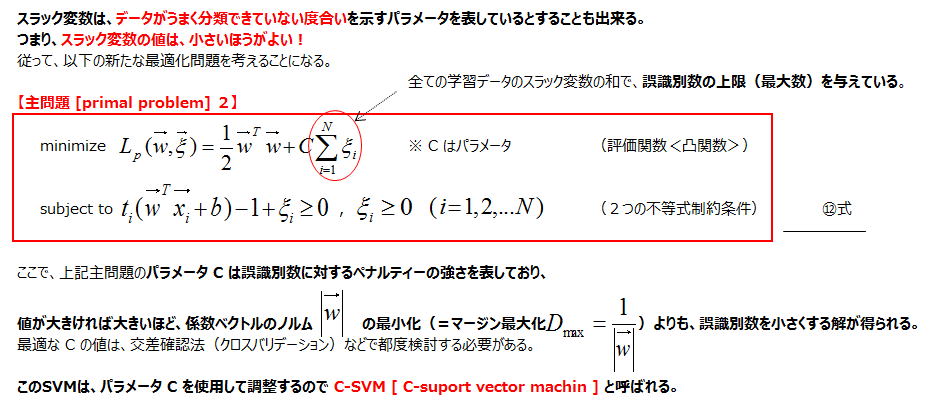 スラック変数は、データがうまく分類できていない度合いを示すパラメータを表しているとすることも出来る。
つまり、スラック変数の値は、小さいほうがよい！
従って、以下の新たな最適化問題を考えることになる。
全ての学習データのスラック変数の和で、誤識別数の上限（最大数）を与えている。
【主問題 [primal problem] ２】
minimize L_p(\vec{w},\vec{ξ})=\frac{1}{2}\vec{w}^T\vec{w}+C\sum_{i=1}^{N}ξ_i ※ C はパラメータ （評価関数＜凸関数＞）
subject to t_i(\vec{w}^T\vec{x_i}+b)−1+ξ_i≥0 , ξ_i≥0 (i=1,2,...N) （２つの不等式制約条件） ⑫式
ここで、上記主問題のパラメータ C は誤識別数に対するペナルティーの強さを表しており、
値が大きければ大きいほど、係数ベクトルのノルム |\vec{w}| の最小化（＝マージン最大化D_{max}=\frac{1}{|\vec{w}|}）よりも、誤識別数を小さくする解が得られる。
最適な C の値は、交差確認法（クロスバリデーション）などで都度検討する必要がある。
このSVMは、パラメータ C を使用して調整するので C-SVM [ C-suport vector machin ] と呼ばれる。